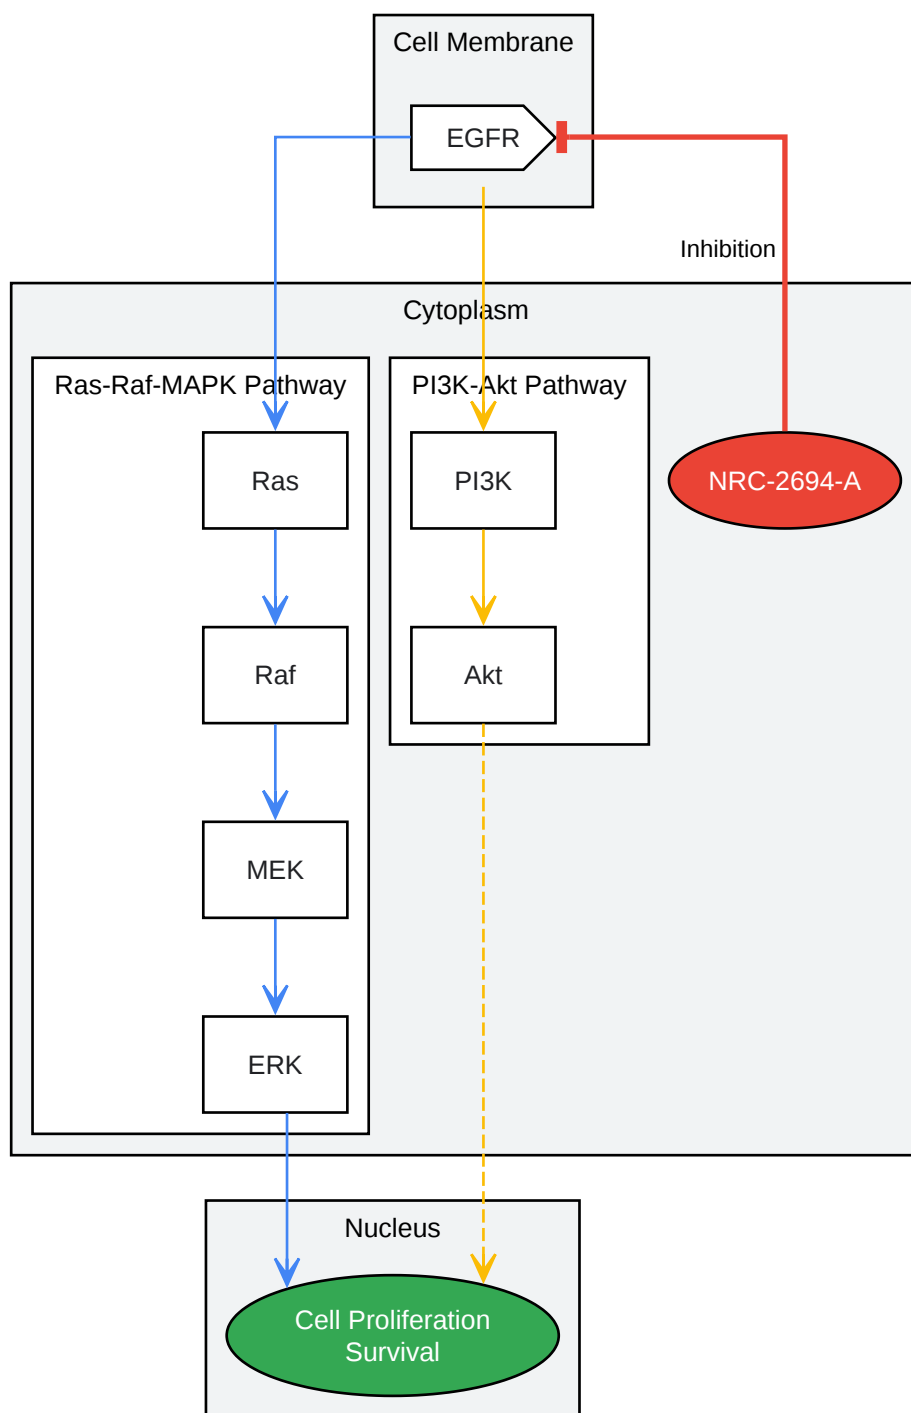 Cell Membrane
EGFR
Inhibition
Cytoplasm
Ras-Raf-MAPK Pathway
PI3K-Akt Pathway
Ras
PI3K
NRC-2694-A
Raf
Akt
MEK
ERK
Nucleus
Cell Proliferation
Survival